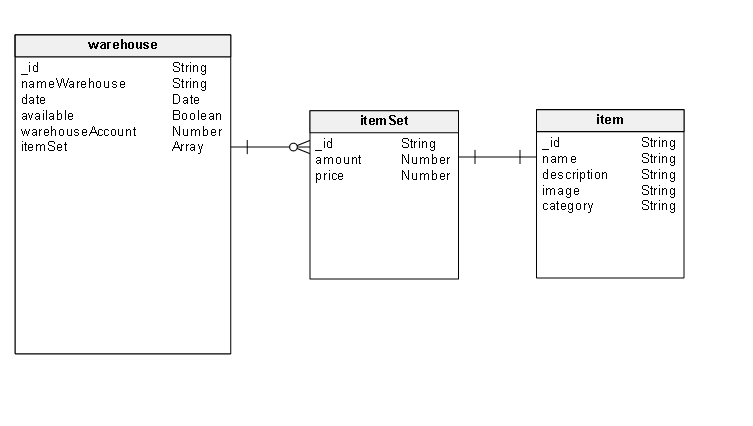 warehouse
_id String
nameWarehouse String
date Date
available Boolean
warehouseAccount Number
itemSet Array
itemSet
_id String
amount Number
price Number
item
_id String
name String
description String
image String
category String